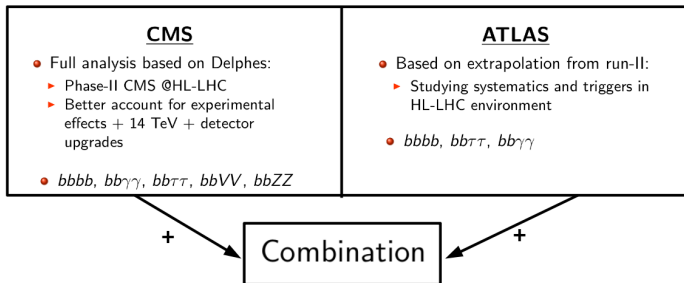 CMS
Full analysis based on Delphes:
Phase-II CMS @HL-LHC
Better account for experimental
effects + 14 TeV + detector
upgrades
bbbb, bbγγ, bbττ, bbVV, bbZZ
ATLAS
Based on extrapolation from run-II:
Studying systematics and triggers in
HL-LHC environment
bbbb, bbττ, bbγγ
+
+
Combination